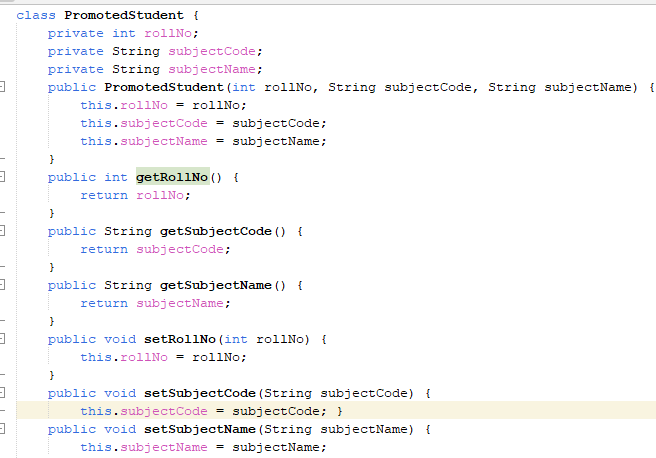 class PromotedStudent {
    private int rollNo;
    private String subjectCode;
    private String subjectName;
    public PromotedStudent(int rollNo, String subjectCode, String subjectName) {
        this.rollNo = rollNo;
        this.subjectCode = subjectCode;
        this.subjectName = subjectName;
    }
    public int getRollNo() {
        return rollNo;
    }
    public String getSubjectCode() {
        return subjectCode;
    }
    public String getSubjectName() {
        return subjectName;
    }
    public void setRollNo(int rollNo) {
        this.rollNo = rollNo;
    }
    public void setSubjectCode(String subjectCode) {
        this.subjectCode = subjectCode; }
    public void setSubjectName(String subjectName) {
        this.subjectName = subjectName;